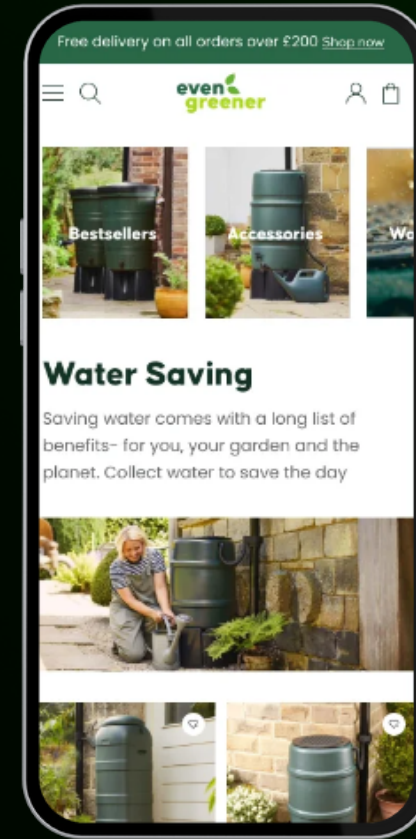 Free delivery on all orders over £200 Shop now
even
greener
Bestsellers
Accessories
Wa
Water Saving
Saving water comes with a long list of
benefits- for you, your garden and the
planet. Collect water to save the day